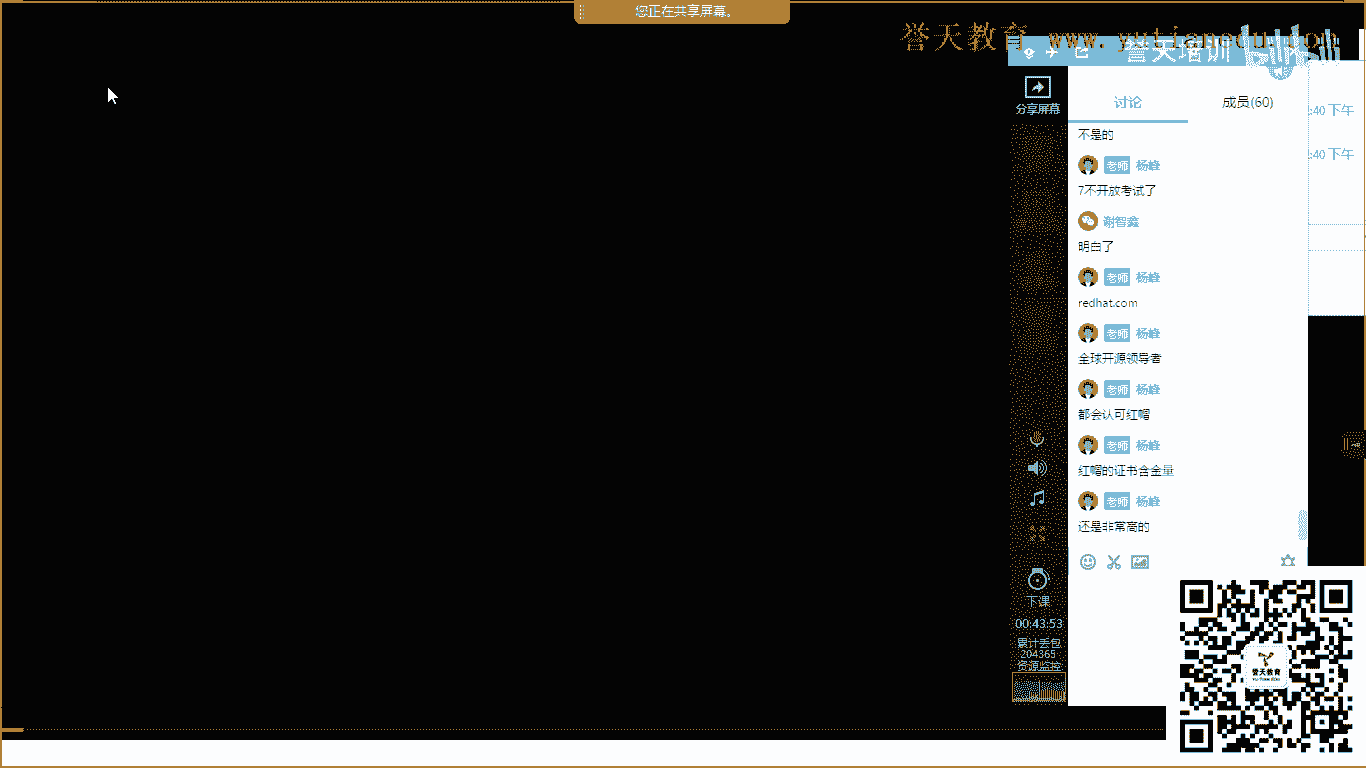 您正在共享屏幕。
誉天教育 www.yutianedu.com
誉天培训
分享屏幕
讨论
成员(60)
:40 下午
:40 下午
不是的
老师 杨峰
7不开放考试了
谢智鑫
明白了
老师 杨峰
redhat.com
老师 杨峰
全球开源领导者
老师 杨峰
都会认可红帽
老师 杨峰
红帽的证书含金量
老师 杨峰
还是非常高的
下课
00:43:53
累计丢包
204365
资源监控
誉天教育